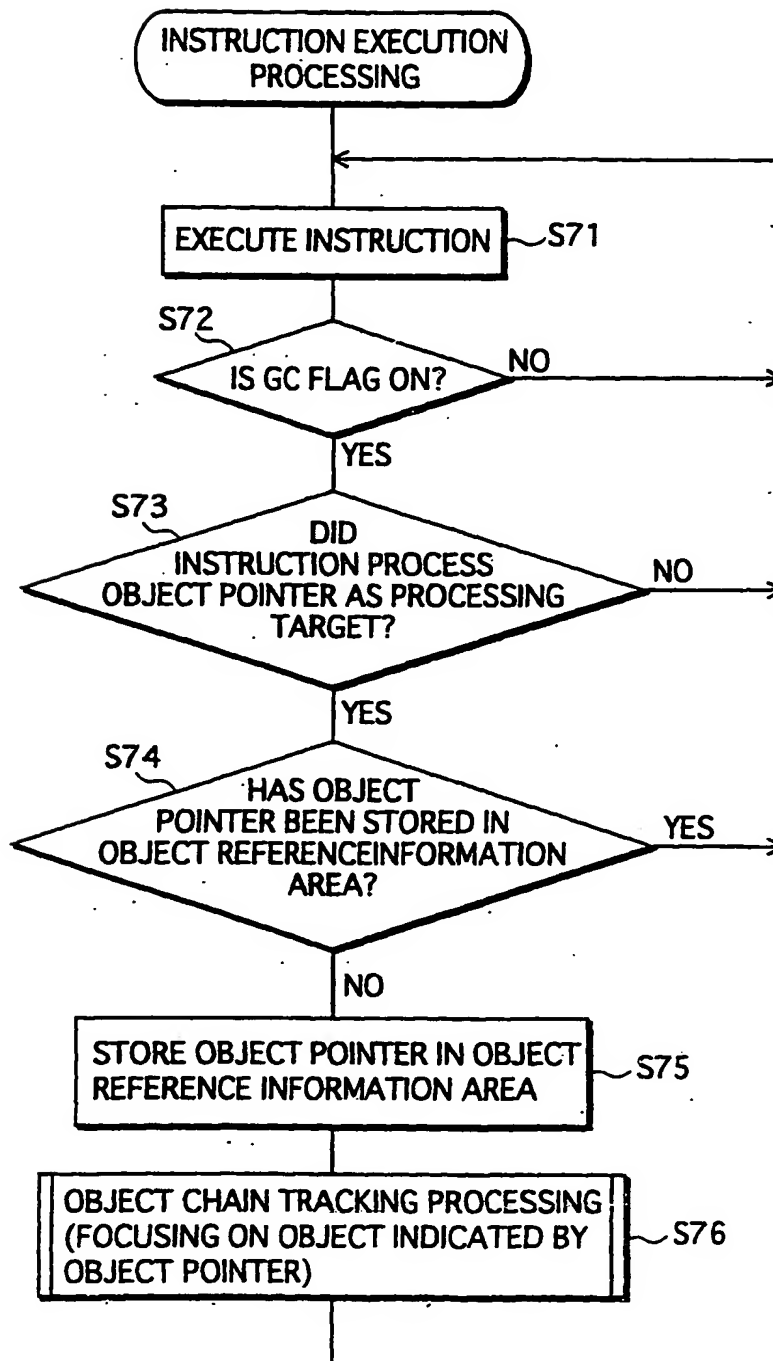 INSTRUCTION EXECUTION
PROCESSING
EXECUTE INSTRUCTION
S71
S72
IS GC FLAG ON?
NO
YES
S73
DID
INSTRUCTION PROCESS
OBJECT POINTER AS PROCESSING
TARGET?
NO
YES
S74
HAS OBJECT
POINTER BEEN STORED IN
OBJECT REFERENCEINFORMATION
AREA?
YES
NO
STORE OBJECT POINTER IN OBJECT
REFERENCE INFORMATION AREA
S75
OBJECT CHAIN TRACKING PROCESSING
(FOCUSING ON OBJECT INDICATED BY
OBJECT POINTER)
S76